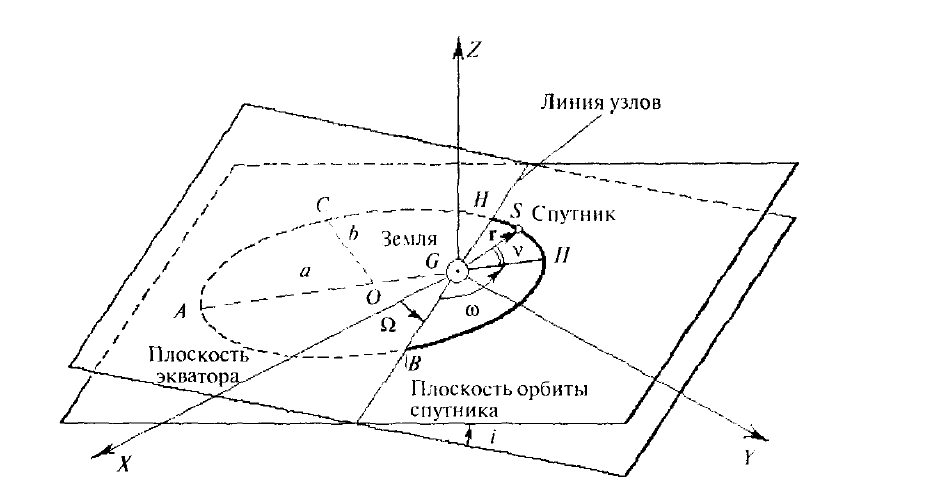 Z
Линия узлов
H
S Спутник
C
b
r
Земля
ν
П
G
a
O
ω
A
Ω
B
Плоскость
экватора
Плоскость орбиты
спутника
i
X
Y